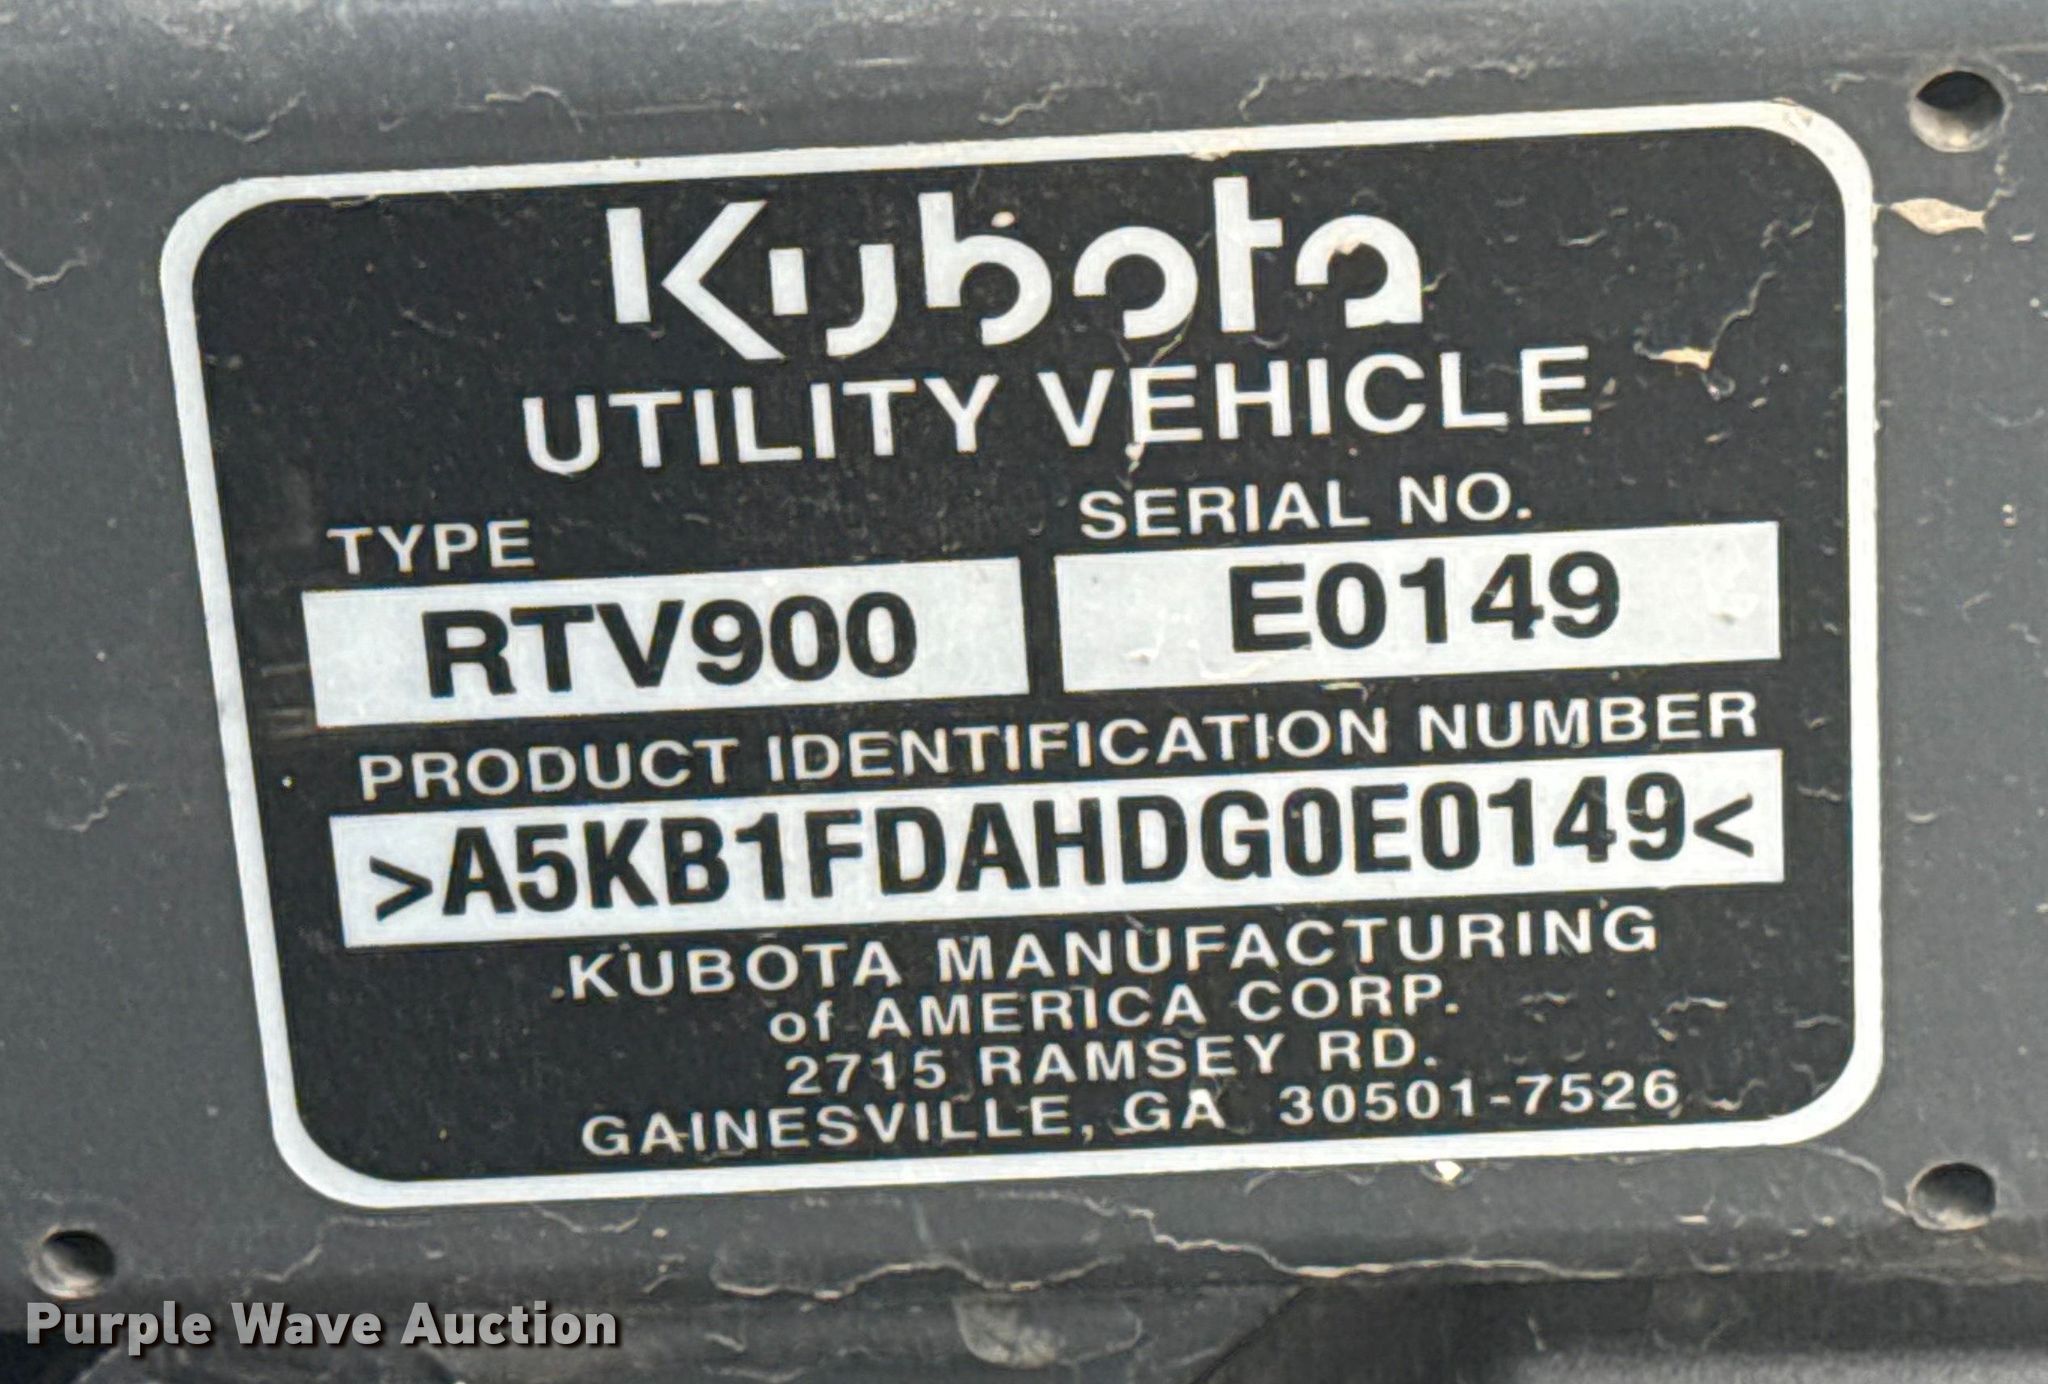 Kubota
UTILITY VEHICLE
TYPE SERIAL NO.
RTV900 E0149
PRODUCT IDENTIFICATION NUMBER
>A5KB1FDAHDG0E0149<
KUBOTA MANUFACTURING
of AMERICA CORP.
2715 RAMSEY RD.
GAINESVILLE, GA 30501-7526
Purple Wave Auction